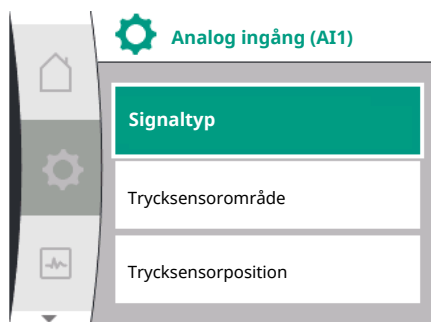 Analog ingång (AI1)
Signaltyp
Trycksensorområde
Trycksensorposition